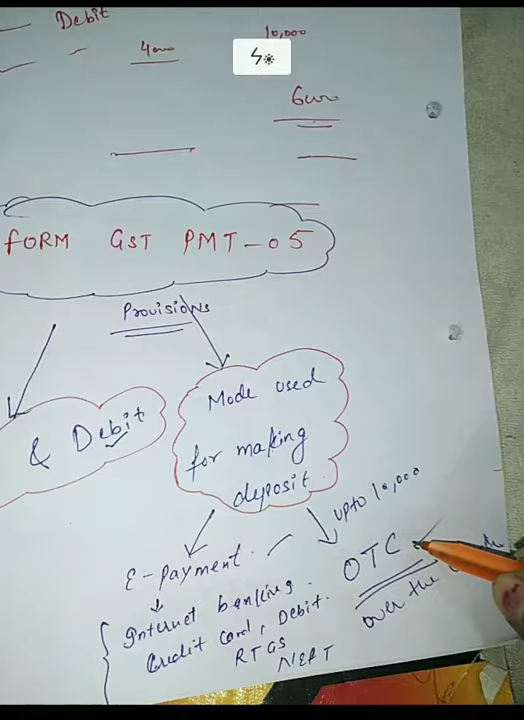 Debit
10,000
4000
6000
FORM GST PMT-05
Provisions
& Debit
Mode used
for making
deposit
upto 10,000
E-payment
OTC
over the
Internet banking
Credit Card, Debit
RTGS
NEFT